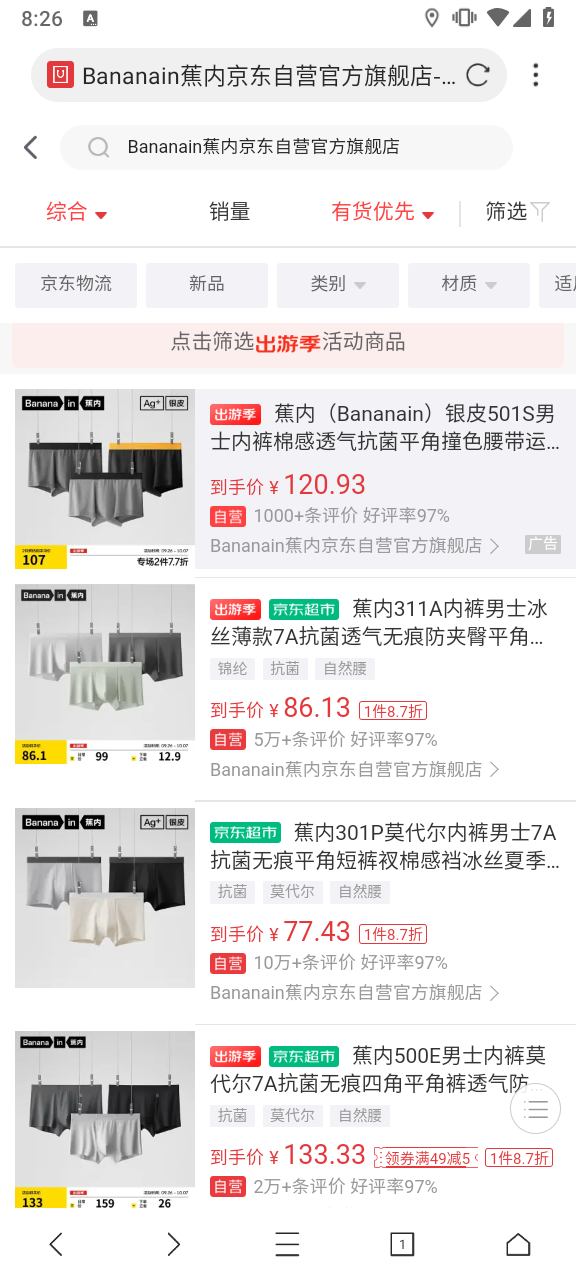 8:26
A
Bananain蕉内京东自营官方旗舰店-...
Bananain蕉内京东自营官方旗舰店
综合
销量
有货优先
筛选
京东物流
新品
类别
材质
点击筛选出游季活动商品
Banana in 蕉内
Ag+ 银皮
107
专场2件7.7折
出游季 蕉内（Bananain）银皮501S男
士内裤棉感透气抗菌平角撞色腰带运...
到手价 ¥ 120.93
自营 1000+条评价 好评率97%
Bananain蕉内京东自营官方旗舰店
广告
Banana in 蕉内
86.1
99
12.9
出游季 京东超市 蕉内311A内裤男士冰
丝薄款7A抗菌透气无痕防夹臀平角...
锦纶 抗菌 自然腰
到手价 ¥ 86.13 1件8.7折
自营 5万+条评价 好评率97%
Bananain蕉内京东自营官方旗舰店
Banana in 蕉内
Ag+ 银皮
京东超市 蕉内301P莫代尔内裤男士7A
抗菌无痕平角短裤衩棉感裆冰丝夏季...
抗菌 莫代尔 自然腰
到手价 ¥ 77.43 1件8.7折
自营 10万+条评价 好评率97%
Bananain蕉内京东自营官方旗舰店
Banana in 蕉内
133
159
26
出游季 京东超市 蕉内500E男士内裤莫
代尔7A抗菌无痕四角平角裤透气防
抗菌 莫代尔 自然腰
到手价 ¥ 133.33 领券满49减5 1件8.7折
自营 2万+条评价 好评率97%
1